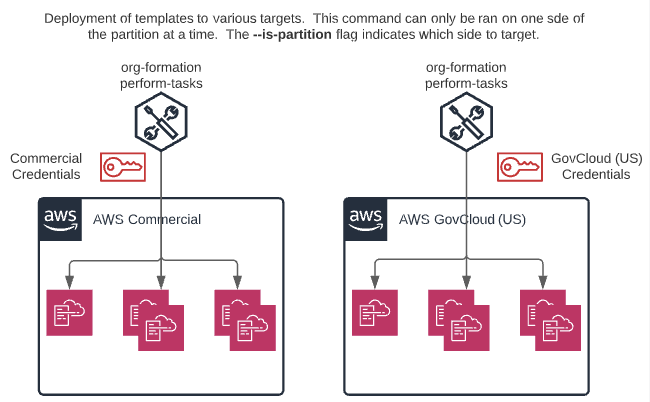 Deployment of templates to various targets. This command can only be ran on one sde of
the partition at a time. The --is-partition flag indicates which side to target.
org-formation
perform-tasks
org-formation
perform-tasks
Commercial
Credentials
GovCloud (US)
Credentials
aws
AWS Commercial
aws
AWS GovCloud (US)